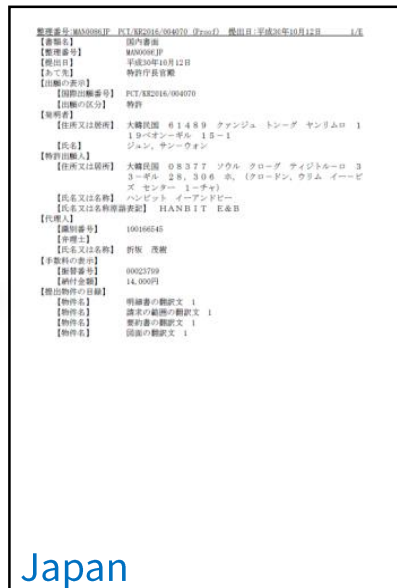 整理番号:MAN0086JP PCT/KR2016/004070 (Proof) 提出日:平成30年10月12日 1/E
【書類名】 国内書面
【整理番号】 MAN0086JP
【提出日】 平成30年10月12日
【あて先】 特許庁長官殿
【出願の表示】
【国際出願番号】 PCT/KR2016/004070
【出願の区分】 特許
【発明者】
【住所又は居所】 大韓民国 61489 クァンジュ トン－グ ヤンリムロ 1
19ベオン－ギル 15－1
【氏名】 ジュン, サン－ウォン
【特許出願人】
【住所又は居所】 大韓民国 08377 ソウル クロ－グ ディジトル－ロ 3
3－ギル 28, 306 ホ, (クロ－ドン, ウリム イー－ビ
ズ センター 1－チャ)
【氏名又は名称】 ハンビット イーアンドビー
【氏名又は名称原語表記】 HANBIT E&B
【代理人】
【識別番号】 100166545
【弁理士】
【氏名又は名称】 折坂 茂樹
【手数料の表示】
【振替番号】 00023709
【納付金額】 14,000円
【提出物件の目録】
【物件名】 明細書の翻訳文 1
【物件名】 請求の範囲の翻訳文 1
【物件名】 要約書の翻訳文 1
【物件名】 図面の翻訳文 1
Japan